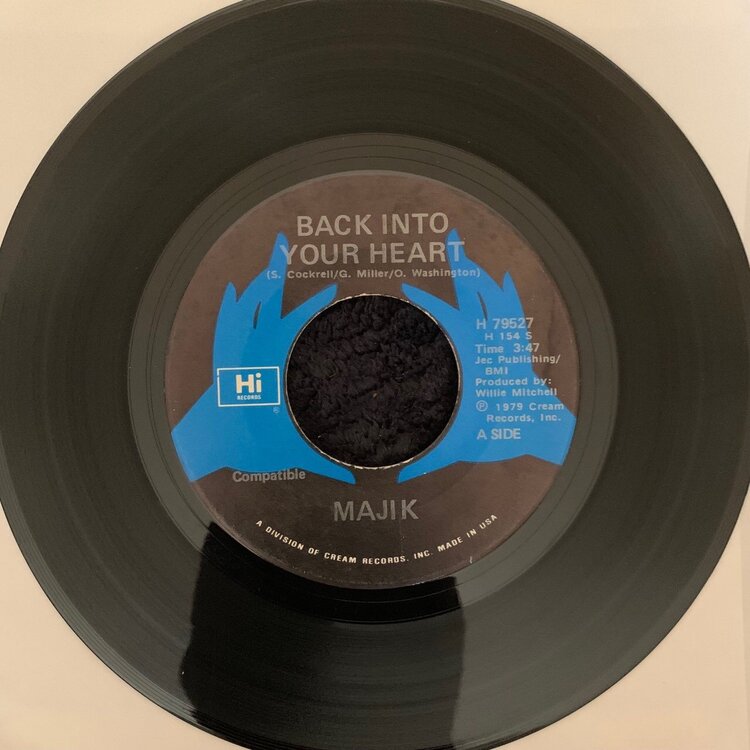 BACK INTO
YOUR HEART
(S. Cockrell/G. Miller/O. Washington)
H 79527
H 154 S
Time 3:47
Jec Publishing/
BMI
Produced by:
Willie Mitchell
℗ 1979 Cream
Records, Inc.
A SIDE
Hi
RECORDS
®
Compatible
MAJIK
A DIVISION OF CREAM RECORDS, INC. MADE IN USA